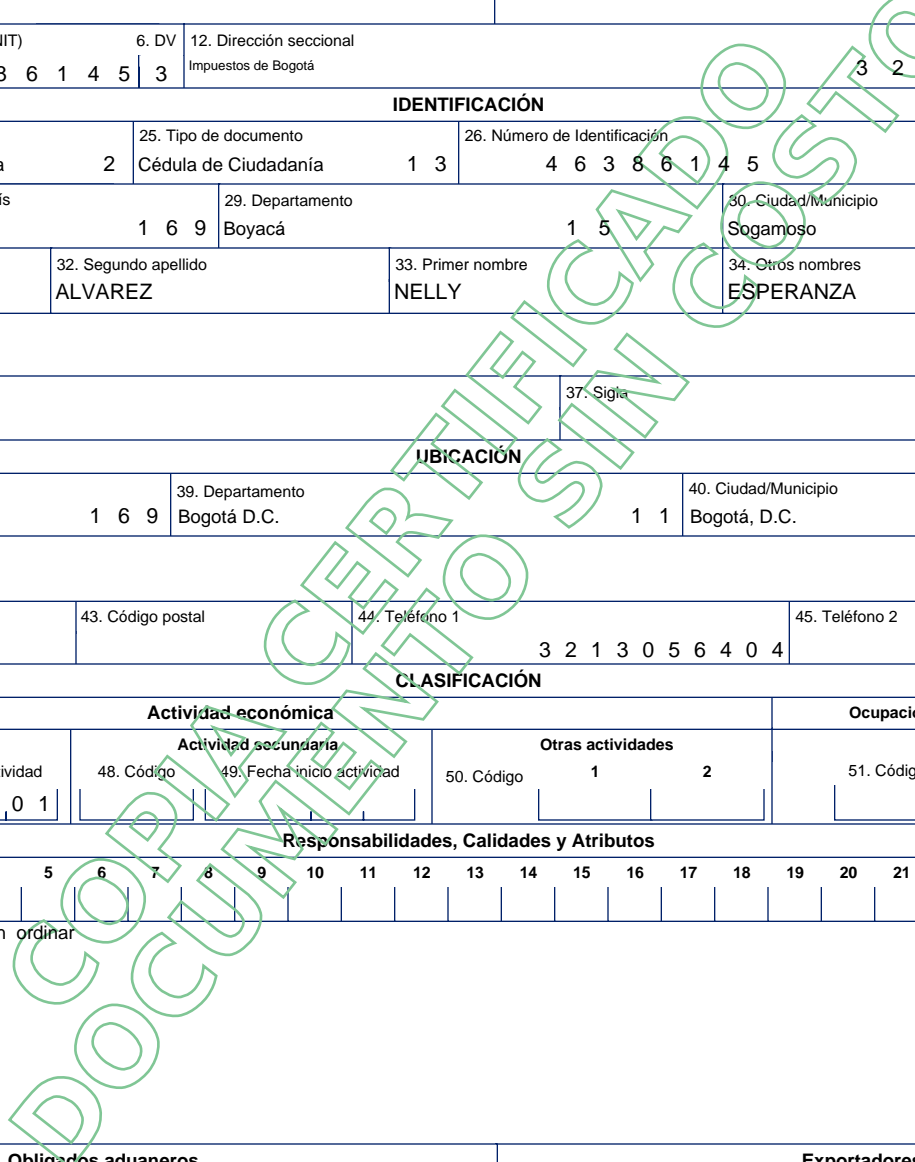 NIT) 6. DV 12. Dirección seccional
8 6 1 4 5 3 Impuestos de Bogotá 3 2
IDENTIFICACIÓN
25. Tipo de documento 26. Número de Identificación
a 2 Cédula de Ciudadanía 1 3 4 6 3 8 6 1 4 5
ís 29. Departamento 30. Ciudad/Municipio
1 6 9 Boyacá 1 5 Sogamoso
32. Segundo apellido 33. Primer nombre 34. Otros nombres
ALVAREZ NELLY ESPERANZA
37. Sigla
UBICACIÓN
39. Departamento 40. Ciudad/Municipio
1 6 9 Bogotá D.C. 1 1 Bogotá, D.C.
43. Código postal 44. Teléfono 1 45. Teléfono 2
3 2 1 3 0 5 6 4 0 4
CLASIFICACIÓN
Actividad económica Ocupació
Actividad secundaria Otras actividades
ividad 48. Código 49. Fecha inicio actividad 50. Código 1 2 51. Códig
0 1
Responsabilidades, Calidades y Atributos
5 6 7 8 9 10 11 12 13 14 15 16 17 18 19 20 21
n ordinar
Obligados aduaneros Exportadores
COPIA CERTIFICADO
DOCUMENTO SIN COSTO